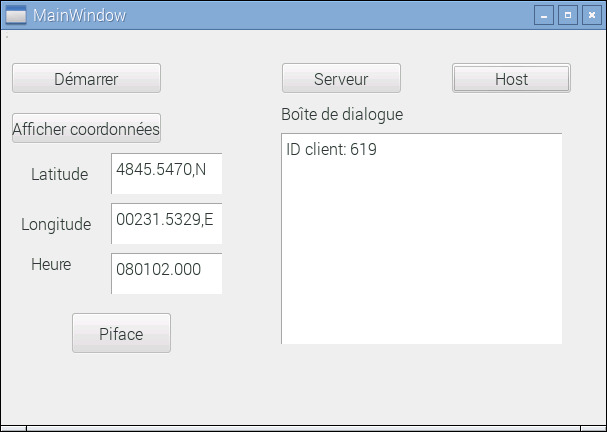 MainWindow
Démarrer
Serveur
Host
Afficher coordonnées
Boîte de dialogue
Latitude
4845.5470,N
ID client: 619
Longitude
00231.5329,E
Heure
080102.000
Piface